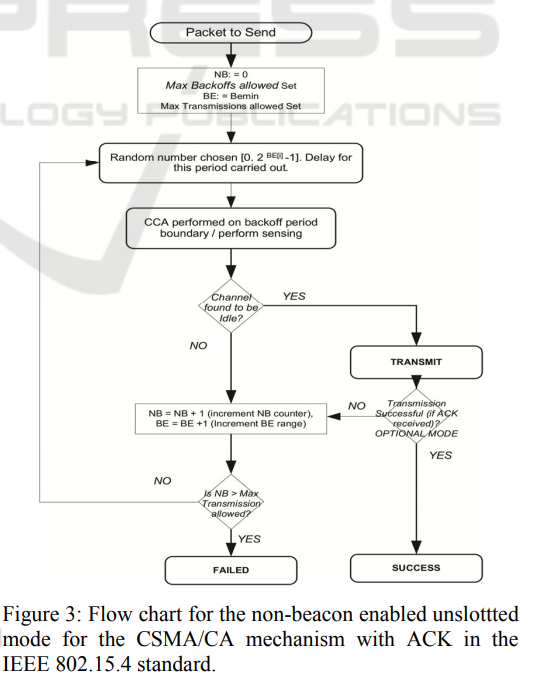 PRESS
LOGY PUBLICATIONS
Packet to Send
NB: = 0
Max Backoffs allowed Set
BE: = Bemin
Max Transmissions allowed Set
Random number chosen [0. 2 BE[i] -1]. Delay for
this period carried out.
CCA performed on backoff period
boundary / perform sensing
Channel
found to be
Idle?
YES
NO
TRANSMIT
Transmission
Successful (if ACK
received)?
OPTIONAL MODE
NO
YES
NB = NB + 1 (increment NB counter),
BE = BE +1 (Increment BE range)
NO
Is NB > Max
Transmission
allowed?
YES
FAILED
SUCCESS
Figure 3: Flow chart for the non-beacon enabled unslottted
mode for the CSMA/CA mechanism with ACK in the
IEEE 802.15.4 standard.